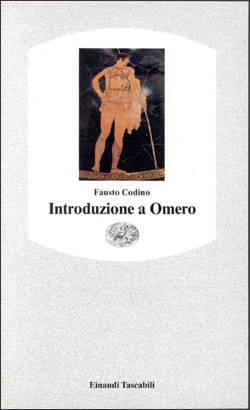 Fausto Codino
Introduzione a Omero
Einaudi Tascabili